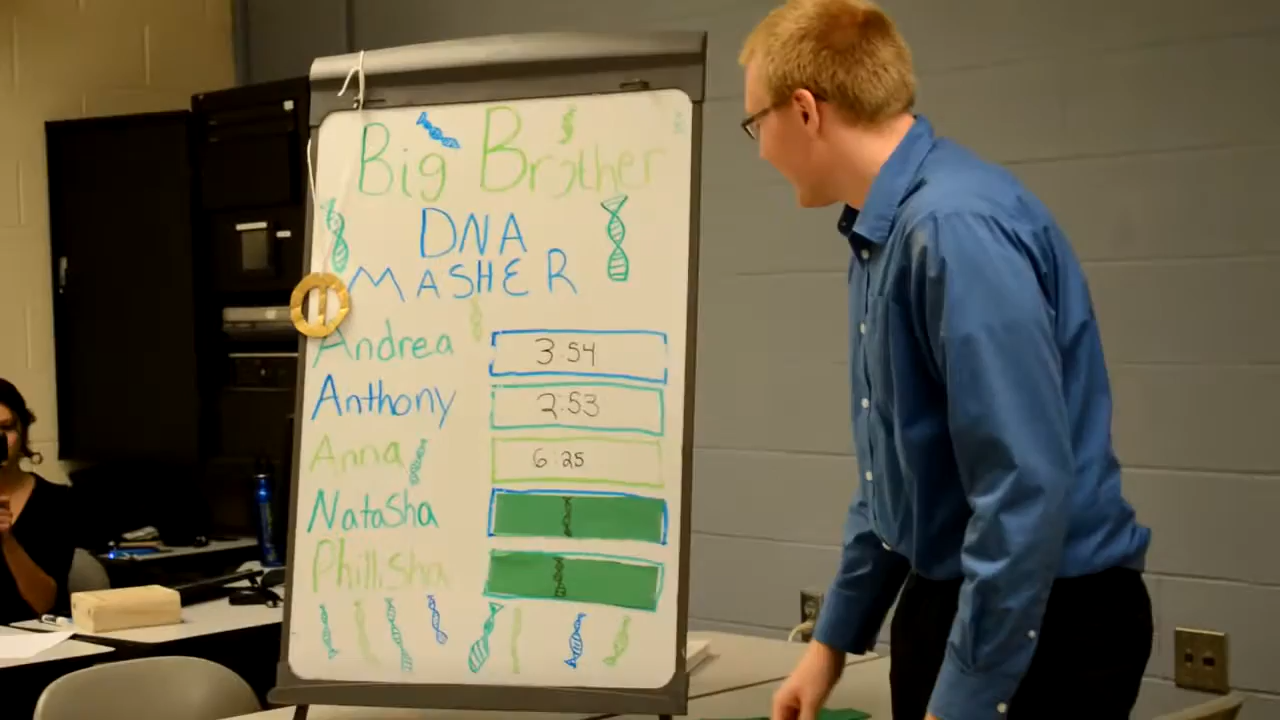 Big Brother
DNA
MASHER
Andrea 3:54
Anthony 2:53
Anna 6:25
Natasha
Phillisha